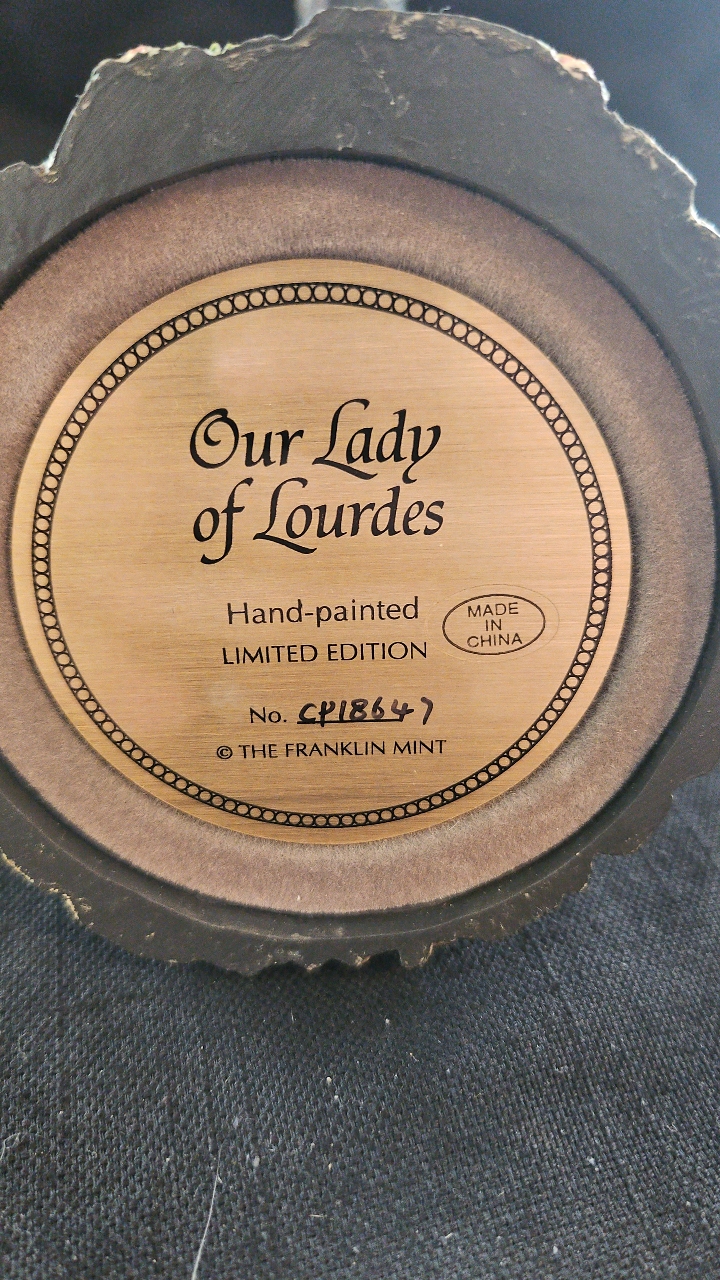 Our Lady
of Lourdes
Hand-painted
LIMITED EDITION
MADE
IN
CHINA
No. CP18647
© THE FRANKLIN MINT